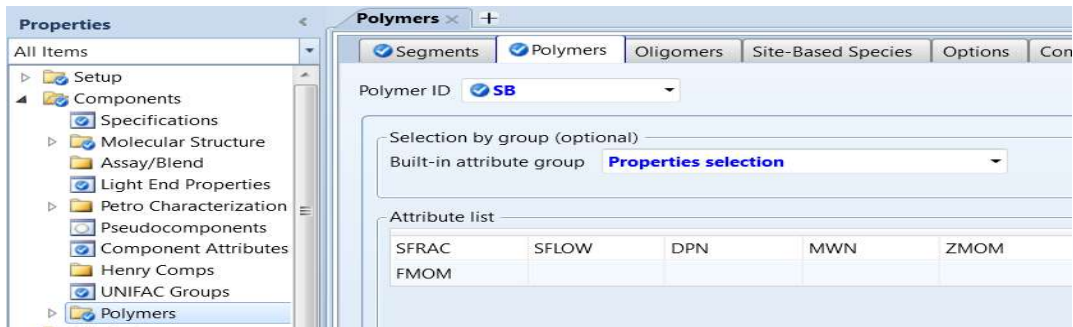 Properties
All Items
Setup
Components
Specifications
Molecular Structure
Assay/Blend
Light End Properties
Petro Characterization
Pseudocomponents
Component Attributes
Henry Comps
UNIFAC Groups
Polymers
Polymers
Segments Polymers Oligomers Site-Based Species Options Con
Polymer ID SB
Selection by group (optional)
Built-in attribute group Properties selection
Attribute list
SFRAC SFLOW DPN MWN ZMOM
FMOM